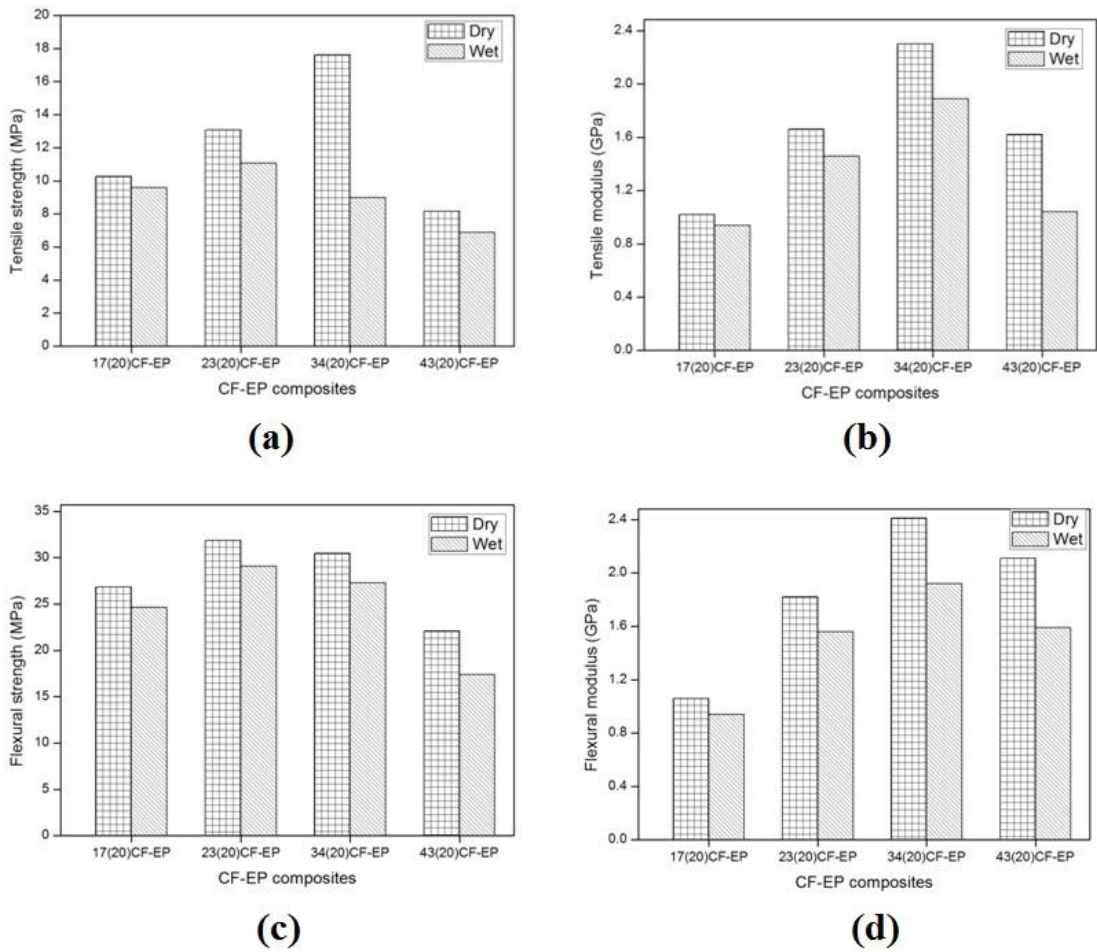 20
18
16
14
12
10
8
6
4
2
0
Tensile strength (MPa)
Dry
Wet
17(20)CF-EP 23(20)CF-EP 34(20)CF-EP 43(20)CF-EP
CF-EP composites
(a)
2.4
2.0
1.6
1.2
0.8
0.4
0.0
Tensile modulus (GPa)
Dry
Wet
17(20)CF-EP 23(20)CF-EP 34(20)CF-EP 43(20)CF-EP
CF-EP composites
(b)
35
30
25
20
15
10
5
0
Flexural strength (MPa)
Dry
Wet
17(20)CF-EP 23(20)CF-EP 34(20)CF-EP 43(20)CF-EP
CF-EP composites
(c)
2.4
2.0
1.6
1.2
0.8
0.4
0.0
Flexural modulus (GPa)
Dry
Wet
17(20)CF-EP 23(20)CF-EP 34(20)CF-EP 43(20)CF-EP
CF-EP composites
(d)